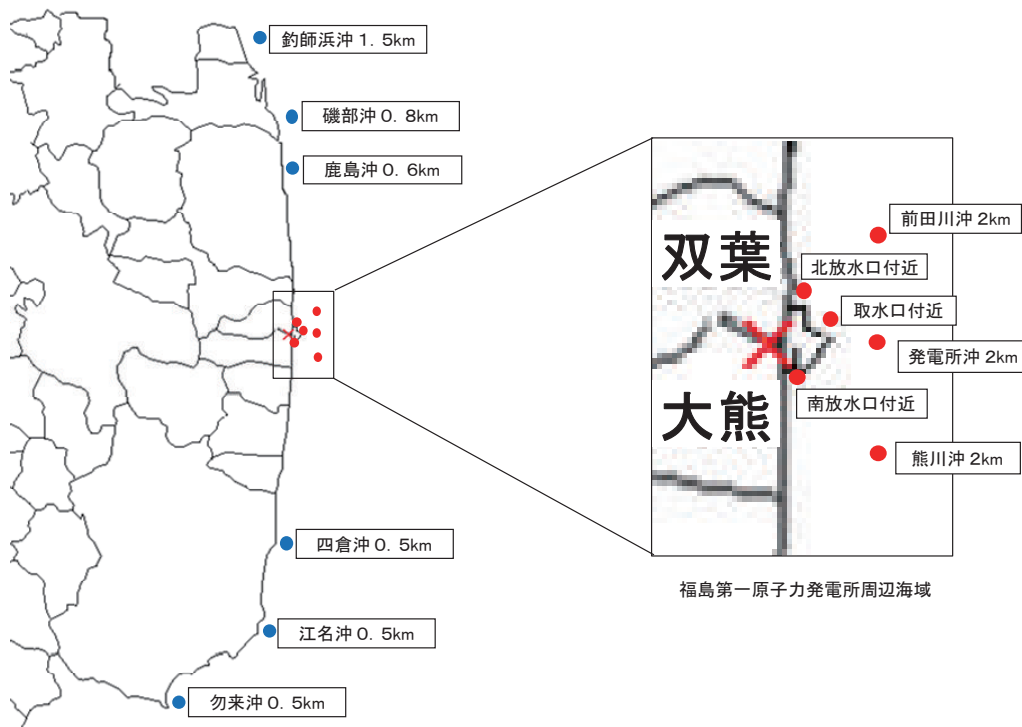 釣師浜沖 1. 5km
磯部沖 0. 8km
鹿島沖 0. 6km
前田川沖 2km
双葉
北放水口付近
取水口付近
発電所沖 2km
大熊
南放水口付近
熊川沖 2km
四倉沖 0. 5km
福島第一原子力発電所周辺海域
江名沖 0. 5km
勿来沖 0. 5km